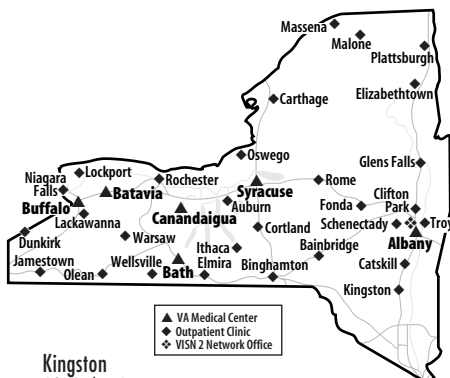 Massena
Malone
Plattsburgh
Elizabethtown
Carthage
Oswego
Glens Falls
Niagara
Falls
Lockport
Rochester
Syracuse
Rome
Batavia
Buffalo
Canandaigua
Auburn
Fonda
Clifton
Park
Lackawanna
Schenectady
Troy
Dunkirk
Warsaw
Cortland
Albany
Ithaca
Bainbridge
Jamestown
Olean
Wellsville
Bath
Elmira
Binghamton
Catskill
Kingston
VA Medical Center
Outpatient Clinic
VISN 2 Network Office
Kingston